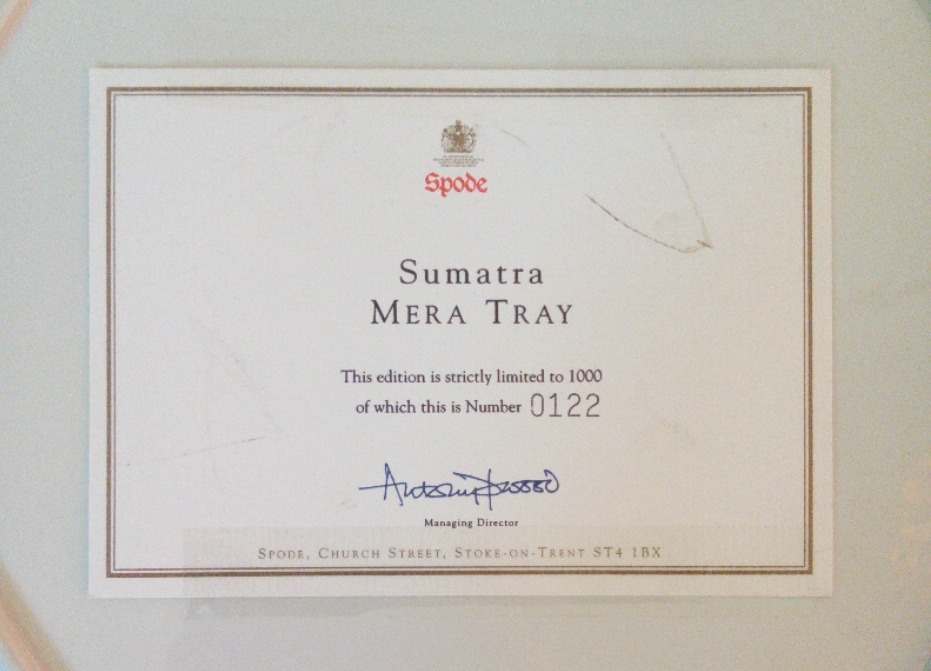 Spode
Sumatra
MERA TRAY
This edition is strictly limited to 1000
of which this is Number 0122
Managing Director
SPODE, CHURCH STREET, STOKE-ON-TRENT ST4 1BX